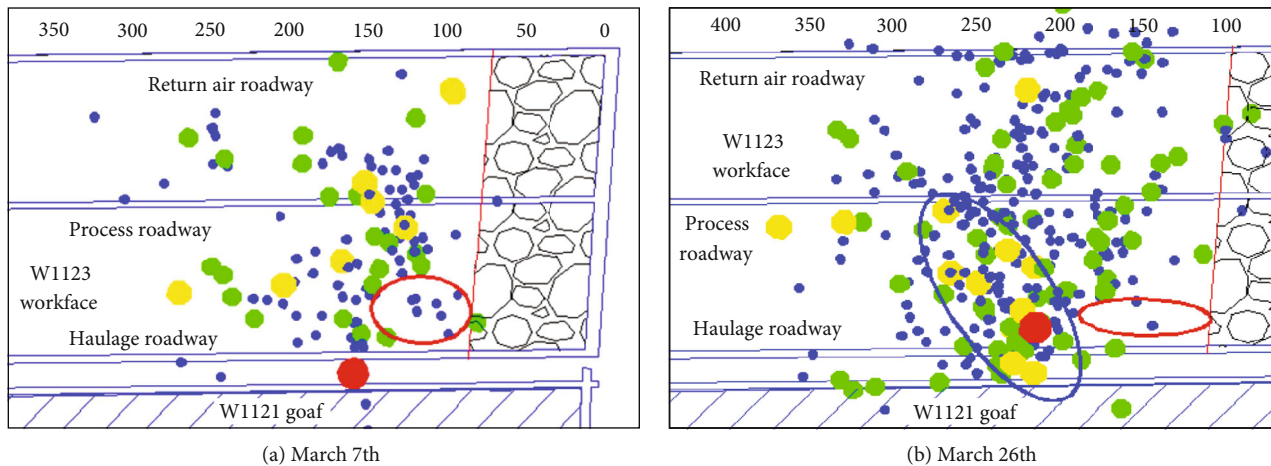 350 300 250 200 150 100 50 0
Return air roadway
Process roadway
W1123
workface
Haulage roadway
W1121 goaf
(a) March 7th
400 350 300 250 200 150 100
Return air roadway
W1123
workface
Process
roadway
Haulage roadway
W1121 goaf
(b) March 26th